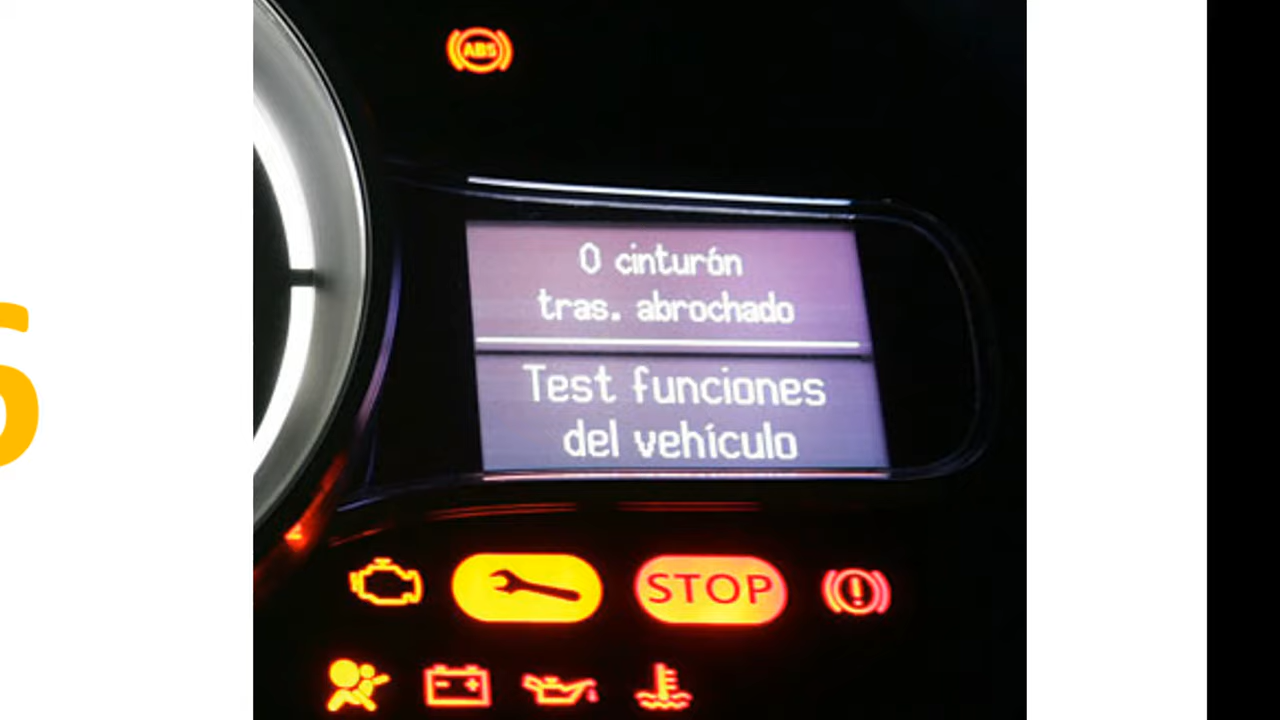 ABS
0 cinturón
tras. abrochado
Test funciones
del vehículo
STOP